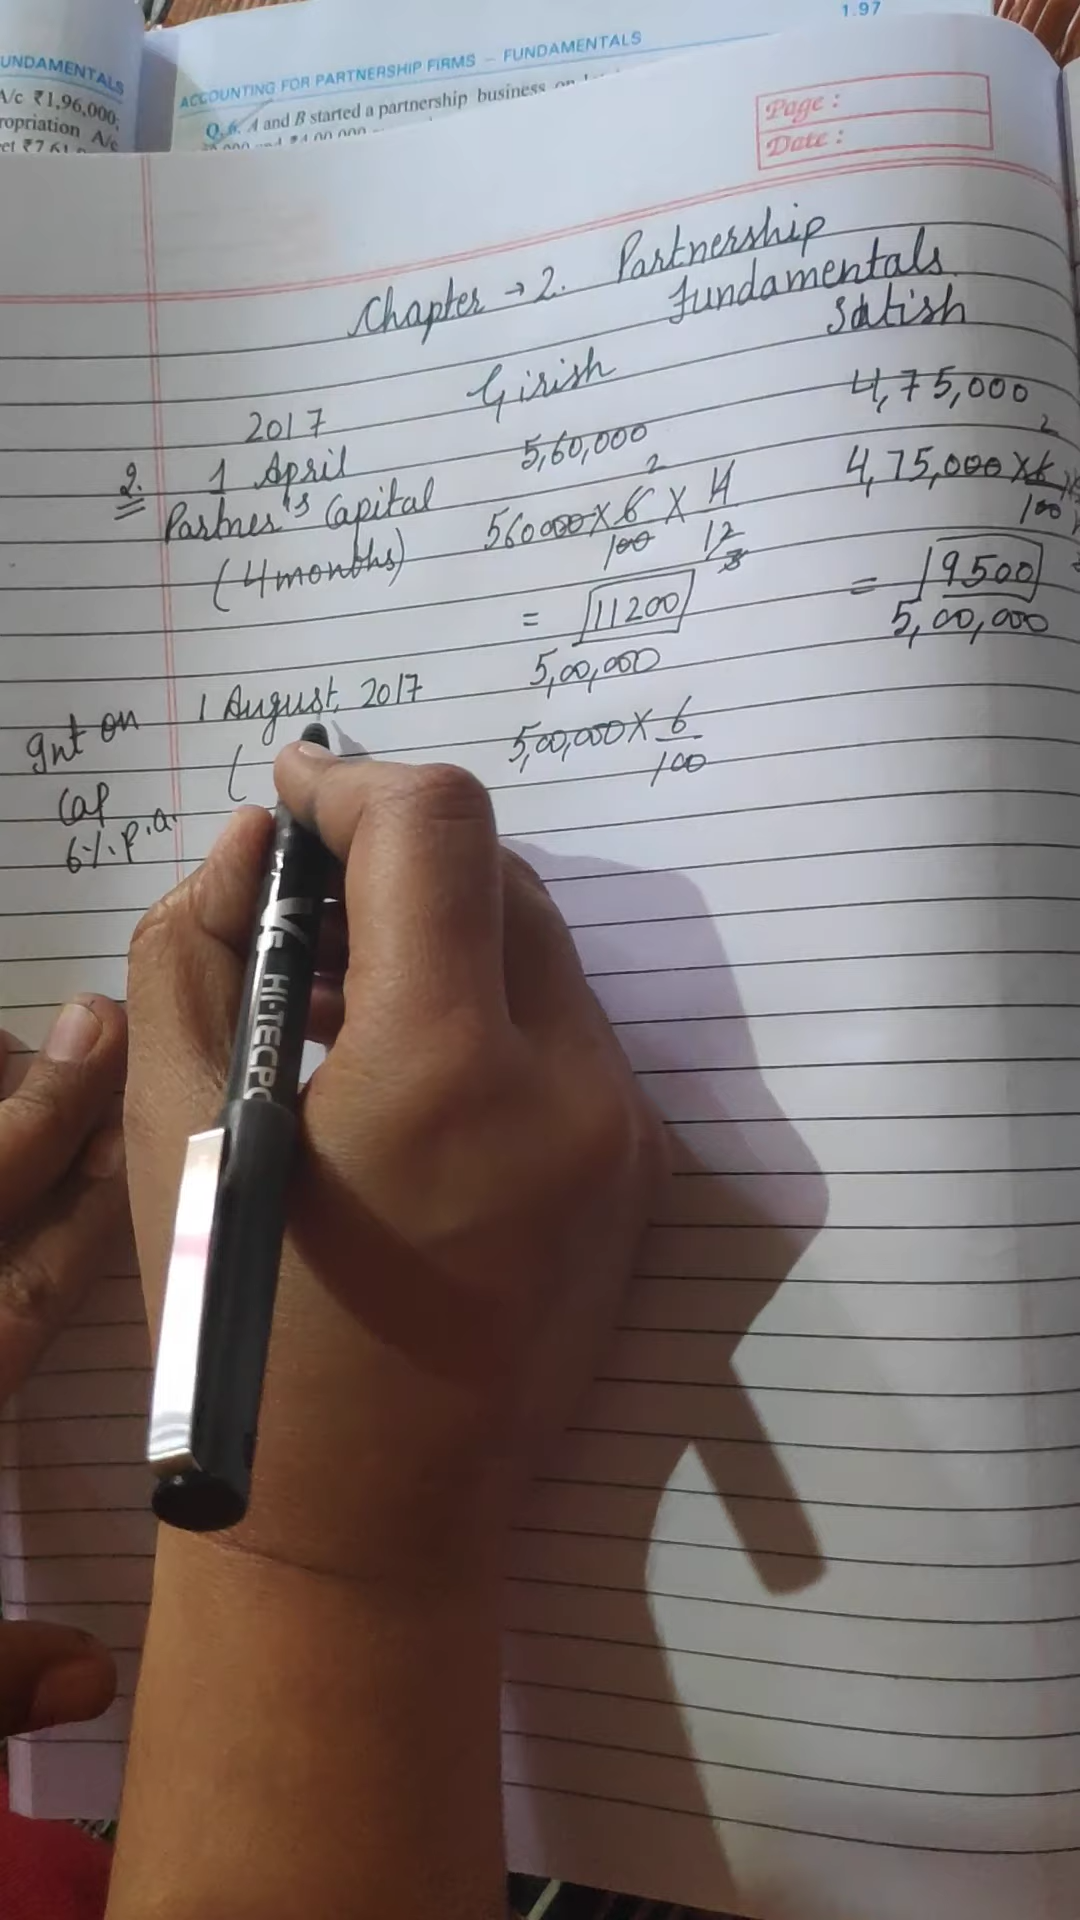 1.97
UNDAMENTALS
A/c ₹1,96,000;
ropriation A/c
ACCOUNTING FOR PARTNERSHIP FIRMS – FUNDAMENTALS
Q. 6. A and B started a partnership business on
Page :
Date :
Chapter → 2. Partnership
Fundamentals
Girish Satish
2017
2. 1 April 5,60,000 4,75,000
Partner's Capital 560000 × 6/100 × 4/12 4,75,000 × 6/100
(4 months)
= 11200 = 9500
1 August, 2017 5,00,000 5,00,000
Int on 5,00,000 × 6/100
Cap (
6% p.a.
V5 HI-TECPO